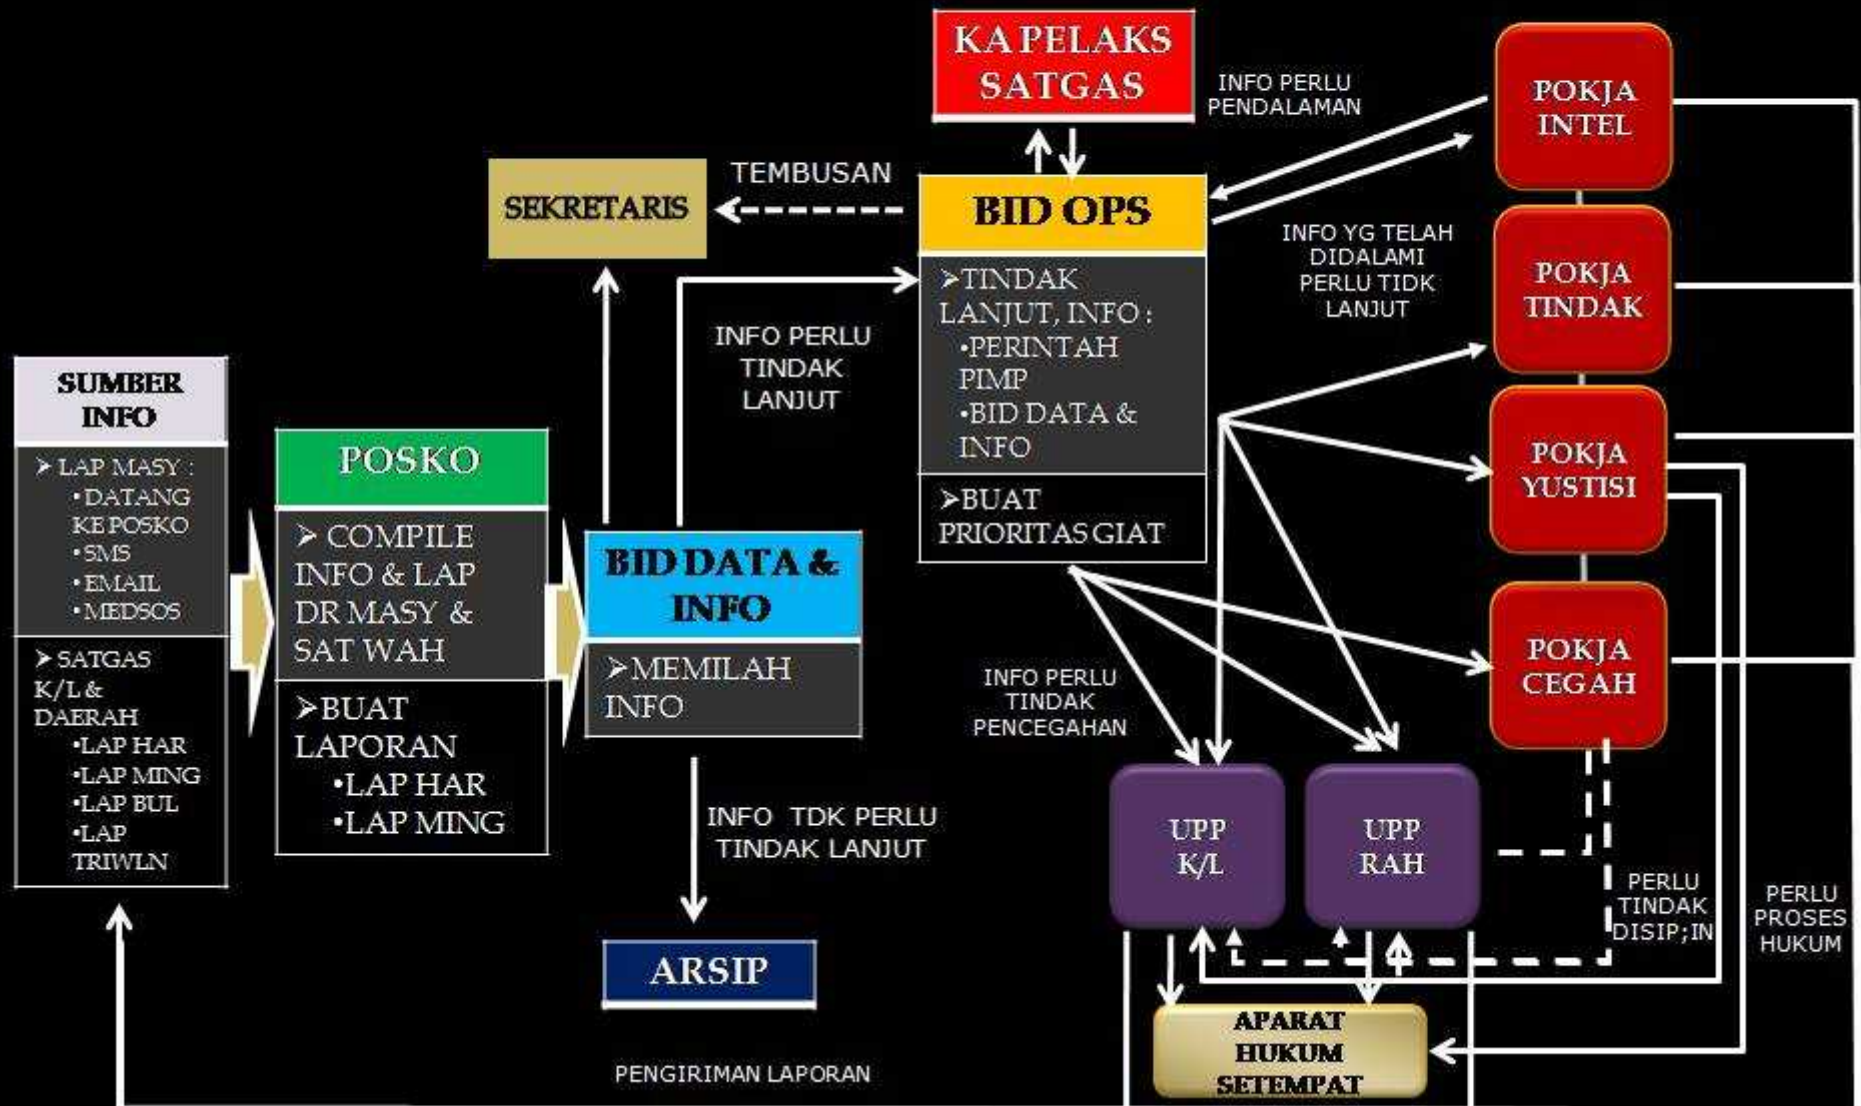 KA PELAKS
SATGAS
INFO PERLU
PENDALAMAN
POKJA
INTEL
SEKRETARIS
TEMBUSAN
BID OPS
➢TINDAK
LANJUT, INFO :
•PERINTAH
PIMP
•BID DATA &
INFO
➢BUAT
PRIORITAS GIAT
INFO YG TELAH
DIDALAMI
PERLU TIDK
LANJUT
POKJA
TINDAK
INFO PERLU
TINDAK
LANJUT
SUMBER
INFO
➢ LAP MASY :
• DATANG
KE POSKO
• SMS
• EMAIL
• MEDSOS
➢ SATGAS
K/L &
DAERAH
•LAP HAR
•LAP MING
•LAP BUL
•LAP
TRIWLN
POSKO
➢ COMPILE
INFO & LAP
DR MASY &
SAT WAH
➢BUAT
LAPORAN
•LAP HAR
•LAP MING
BID DATA &
INFO
➢MEMILAH
INFO
POKJA
YUSTISI
POKJA
CEGAH
INFO PERLU
TINDAK
PENCEGAHAN
INFO TDK PERLU
TINDAK LANJUT
UPP
K/L
UPP
RAH
PERLU
TINDAK
DISIP;IN
PERLU
PROSES
HUKUM
ARSIP
APARAT
HUKUM
SETEMPAT
PENGIRIMAN LAPORAN